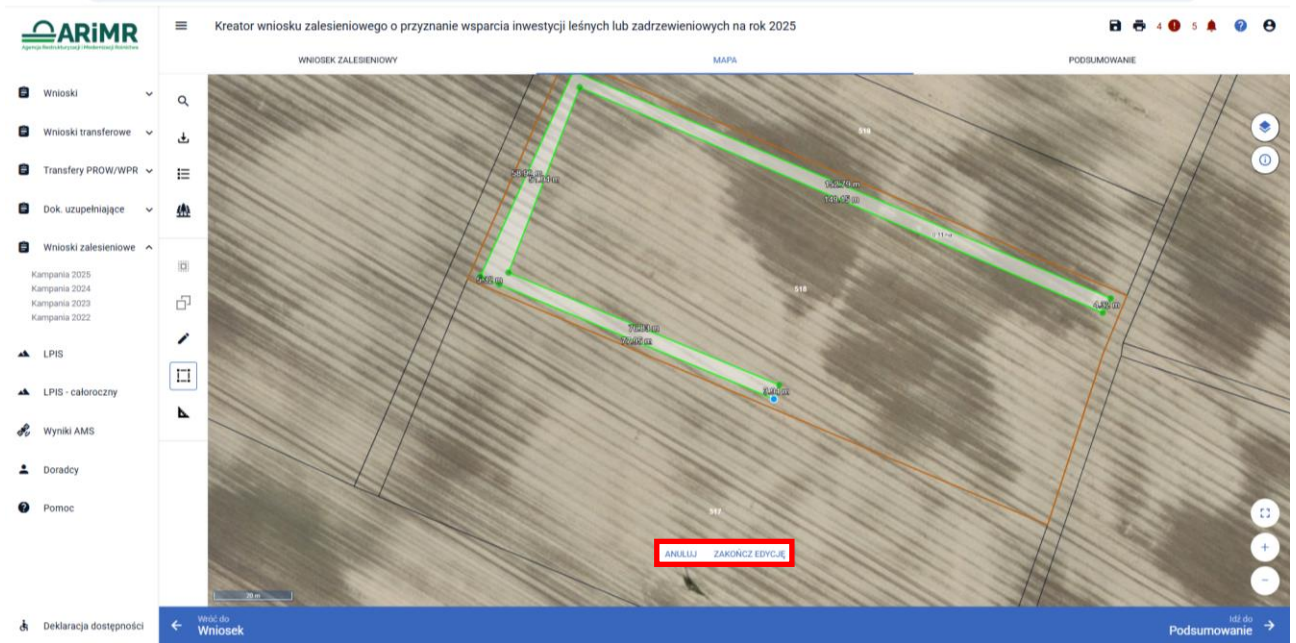 ARiMR
Agencja Restrukturyzacji i Modernizacji Rolnictwa
Kreator wniosku zalesieniowego o przyznanie wsparcia inwestycji leśnych lub zadrzewieniowych na rok 2025
4
5
WNIOSEK ZALESIENIOWY
MAPA
PODSUMOWANIE
Wnioski
Wnioski transferowe
Transfery PROW/WPR
Dok. uzupełniające
Wnioski zalesieniowe
Kampania 2025
Kampania 2024
Kampania 2023
Kampania 2022
LPIS
LPIS - całoroczny
Wyniki AMS
Doradcy
Pomoc
Deklaracja dostępności
518
517
ANULUJ
ZAKOŃCZ EDYCJĘ
20 m
Wróć do
Wniosek
Idź do
Podsumowanie